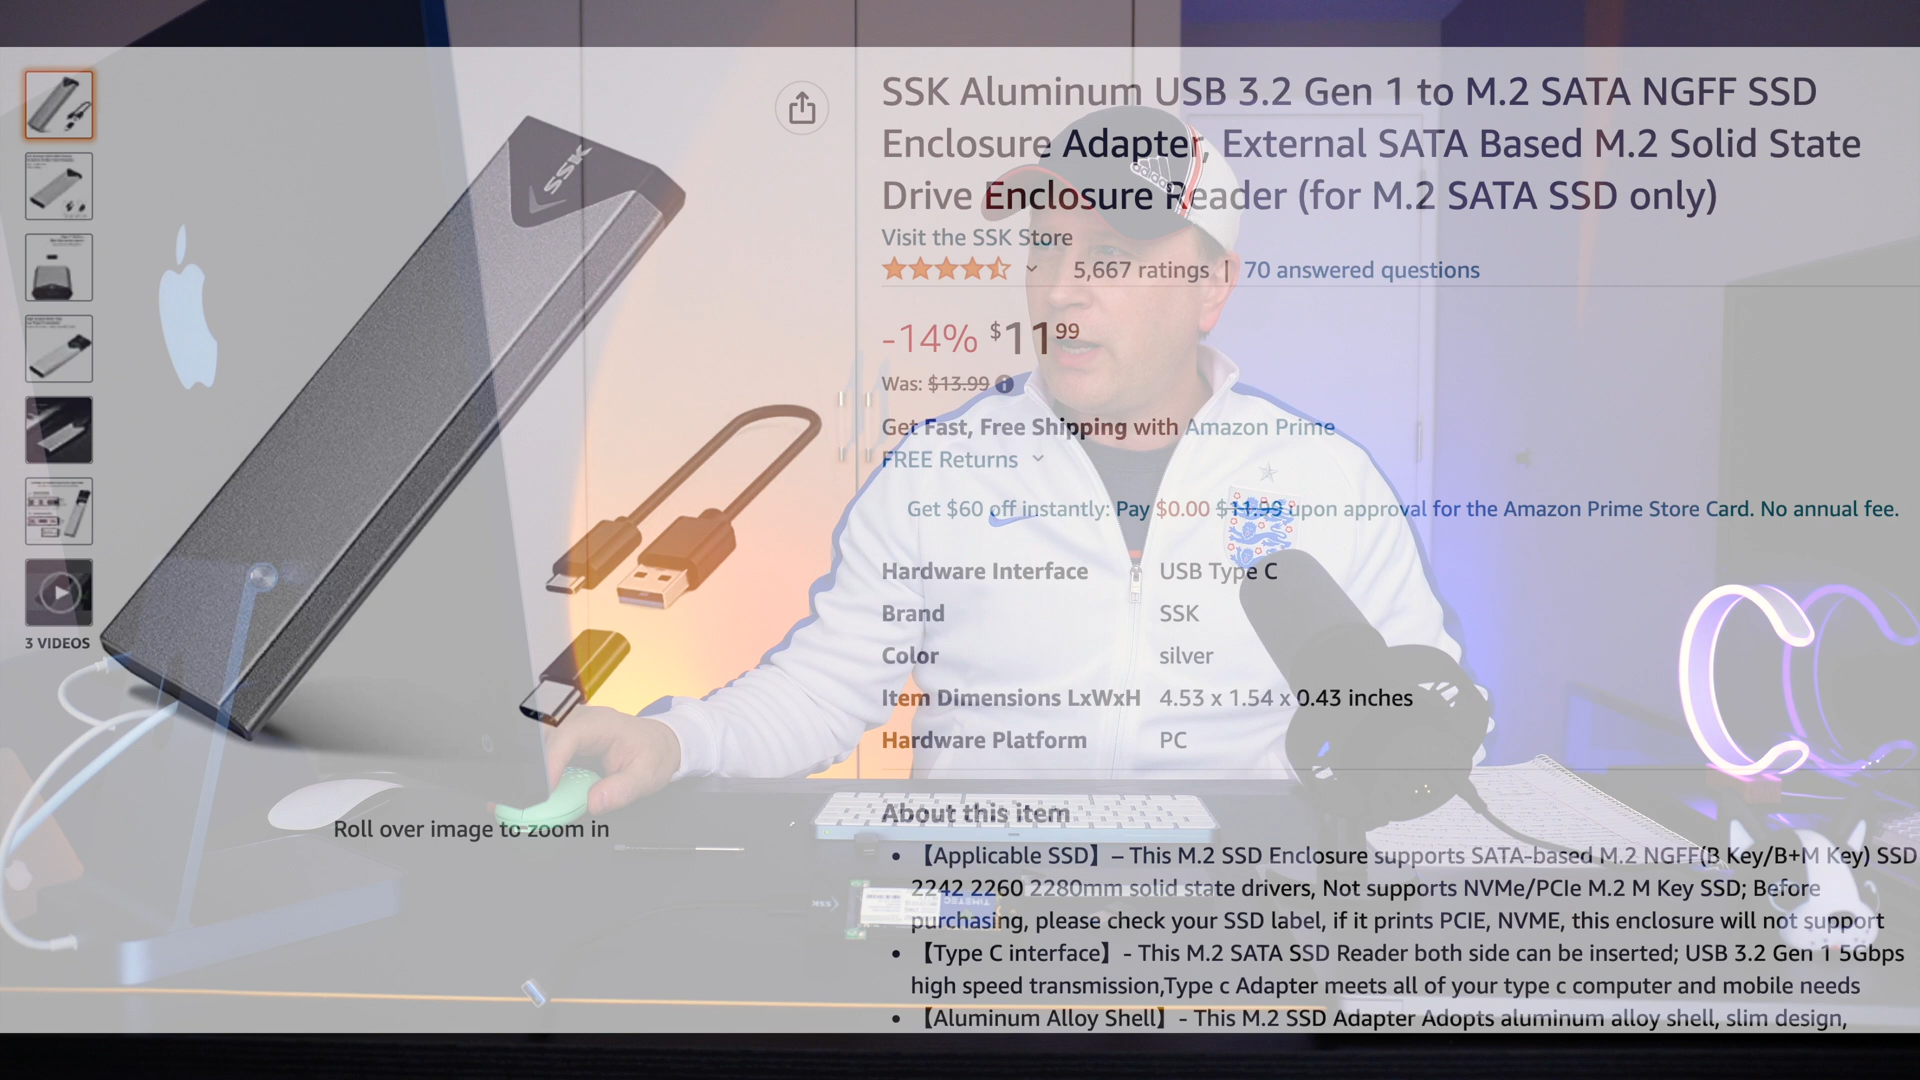 SSK Aluminum USB 3.2 Gen 1 to M.2 SATA NGFF SSD
Enclosure Adapter, External SATA Based M.2 Solid State
Drive Enclosure Reader (for M.2 SATA SSD only)
Visit the SSK Store
5,667 ratings | 70 answered questions
-14% $11.99
Was: $13.99
Get Fast, Free Shipping with Amazon Prime
FREE Returns
Get $60 off instantly: Pay $0.00 $11.99 upon approval for the Amazon Prime Store Card. No annual fee.
Hardware Interface USB Type C
Brand SSK
Color silver
Item Dimensions LxWxH 4.53 x 1.54 x 0.43 inches
Hardware Platform PC
About this item
• 【Applicable SSD】 – This M.2 SSD Enclosure supports SATA-based M.2 NGFF(B Key/B+M Key) SSD
2242 2260 2280mm solid state drivers, Not supports NVMe/PCIe M.2 M Key SSD; Before
purchasing, please check your SSD label, if it prints PCIE, NVME, this enclosure will not support
• 【Type C interface】 - This M.2 SATA SSD Reader both side can be inserted; USB 3.2 Gen 1 5Gbps
high speed transmission,Type c Adapter meets all of your type c computer and mobile needs
• 【Aluminum Alloy Shell】 - This M.2 SSD Adapter Adopts aluminum alloy shell, slim design,
SSK
3 VIDEOS
Roll over image to zoom in
adidas
SSK
TIMETEC